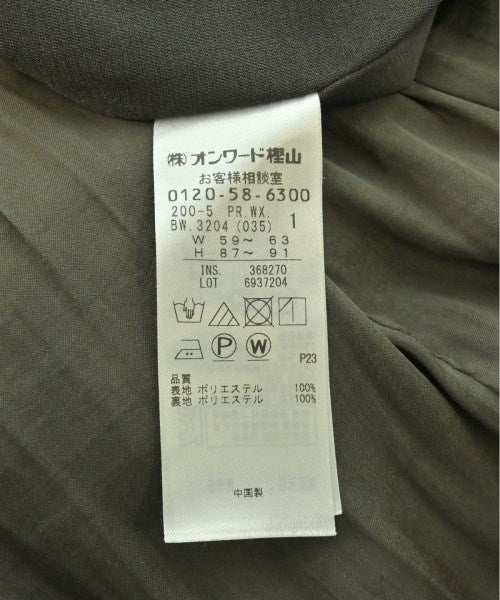 (株)オンワード樫山
お客様相談室
0120-58-6300
200-5 PR.WX.
BW.3204 (035) 1
W 59～ 63
H 87～ 91
INS. 368270
LOT 6937204
P W
P23
品質
表地 ポリエステル 100%
裏地 ポリエステル 100%
中国製